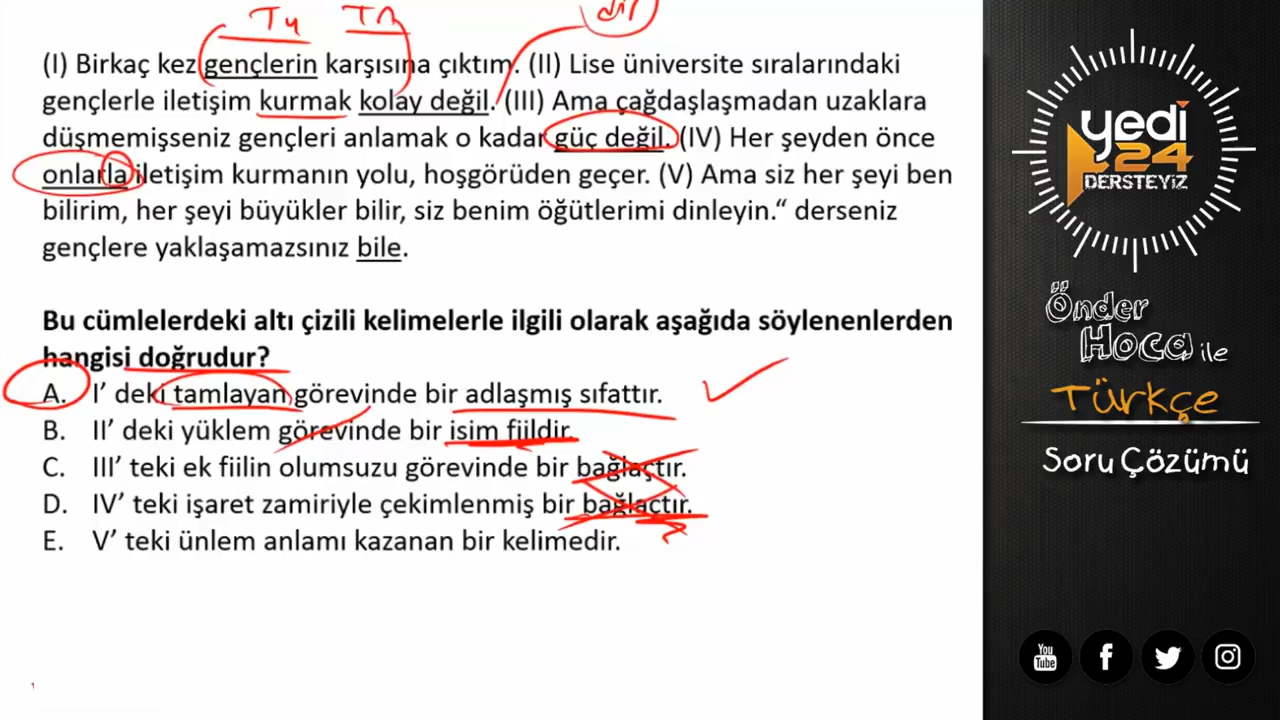 Ty TN
dir
(I) Birkaç kez gençlerin karşısına çıktım. (II) Lise üniversite sıralarındaki
gençlerle iletişim kurmak kolay değil. (III) Ama çağdaşlaşmadan uzaklara
düşmemişseniz gençleri anlamak o kadar güç değil. (IV) Her şeyden önce
onlarla iletişim kurmanın yolu, hoşgörüden geçer. (V) Ama siz her şeyi ben
bilirim, her şeyi büyükler bilir, siz benim öğütlerimi dinleyin.“ derseniz
gençlere yaklaşamazsınız bile.
Bu cümlelerdeki altı çizili kelimelerle ilgili olarak aşağıda söylenenlerden
hangisi doğrudur?
A. I’ deki tamlayan görevinde bir adlaşmış sıfattır.
B. II’ deki yüklem görevinde bir isim fiildir.
C. III’ teki ek fiilin olumsuzu görevinde bir bağlaçtır.
D. IV’ teki işaret zamiriyle çekimlenmiş bir bağlaçtır.
E. V’ teki ünlem anlamı kazanan bir kelimedir.
yedi
24
DERSTEYİZ
Önder
Hoca ile
Türkçe
Soru Çözümü
You
Tube